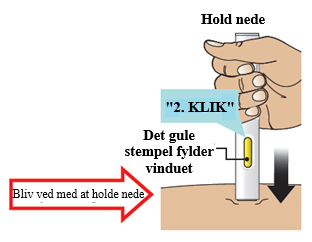 Hold nede
"2. KLIK"
Det gule
stempel fylder
vinduet
Bliv ved med at holde nede